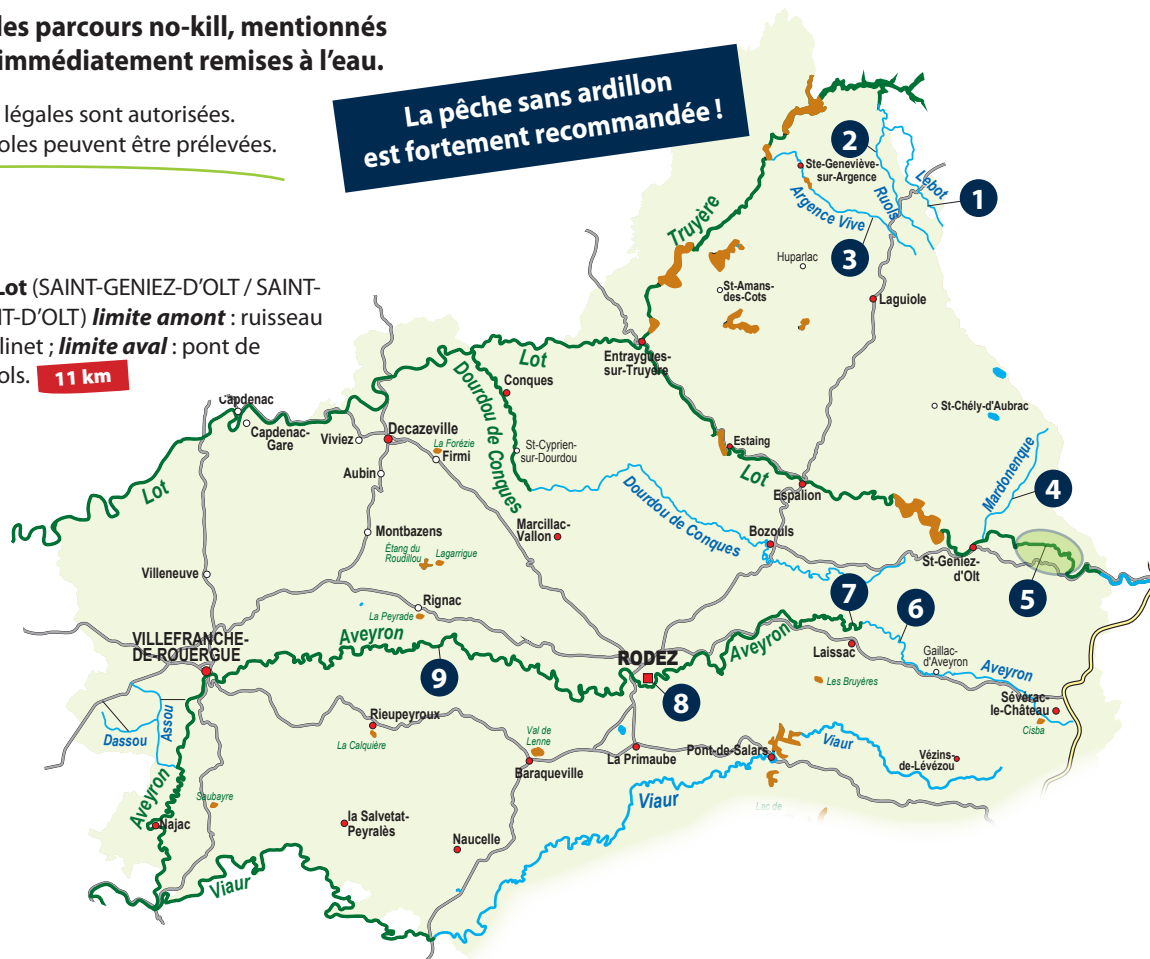 les parcours no-kill, mentionnés
immédiatement remises à l'eau.
légales sont autorisées.
peuvent être prélevées.
La pêche sans ardillon
est fortement recommandée !
Lot (SAINT-GENIEZ-D'OLT / SAINT-
limite amont : ruisseau
; limite aval : pont de
11 km
2
Ste-Geneviève-
sur-Argence
Lebot
1
Ruols
Argence Vive
3
Truyère
Huparlac
St-Amans-
des-Cots
Laguiole
Entraygues-
sur-Truyère
Lot
Conques
Dourdou de Conques
St-Chély-d'Aubrac
Capdenac
Capdenac-
Gare
Viviez
Decazeville
La Forézie
Firmi
Aubin
St-Cyprien-
sur-Dourdou
Estaing
Lot
Espalion
Mardonenque
4
Lot
Dourdou de Conques
Marcillac-
Vallon
Bozouls
Montbazens
Étang du
Roudillou
Lagarrigue
Villeneuve
St-Geniez-
d'Olt
5
7
6
Rignac
La Peyrade
Aveyron
VILLEFRANCHE-
DE-ROUERGUE
9
RODEZ
8
Aveyron
Laissac
Gaillac-
d'Aveyron
Aveyron
Les Bruyères
Sévérac-
le-Château
Cisba
Dassou
Assou
Rieupeyroux
La Calquière
Val de
Lenne
Baraqueville
La Primaube
Pont-de-Salars
Viaur
Vézins-
de-Lévézou
Aveyron
Saubayre
Najac
la Salvetat-
Peyralès
Naucelle
Viaur
Lac de
Viaur